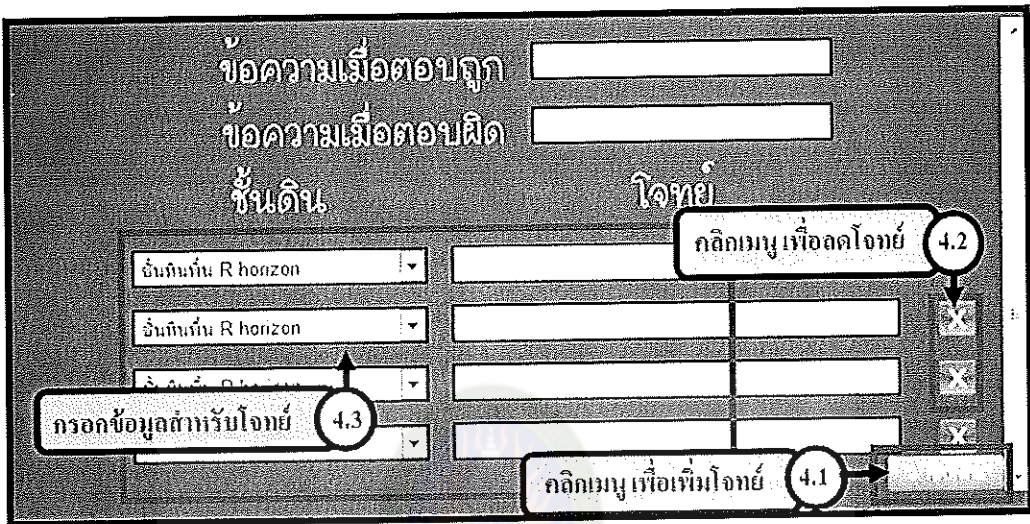 ข้อความเมื่อตอบถูก
ข้อความเมื่อตอบผิด
ชั้นดิน โจทย์
คลิกเมนู เพื่อลดโจทย์ 4.2
ชั้นหินพื้น R horizon
ชั้นหินพื้น R horizon
กรอกข้อมูลสำหรับโจทย์ 4.3
คลิกเมนู เพื่อเพิ่มโจทย์ 4.1